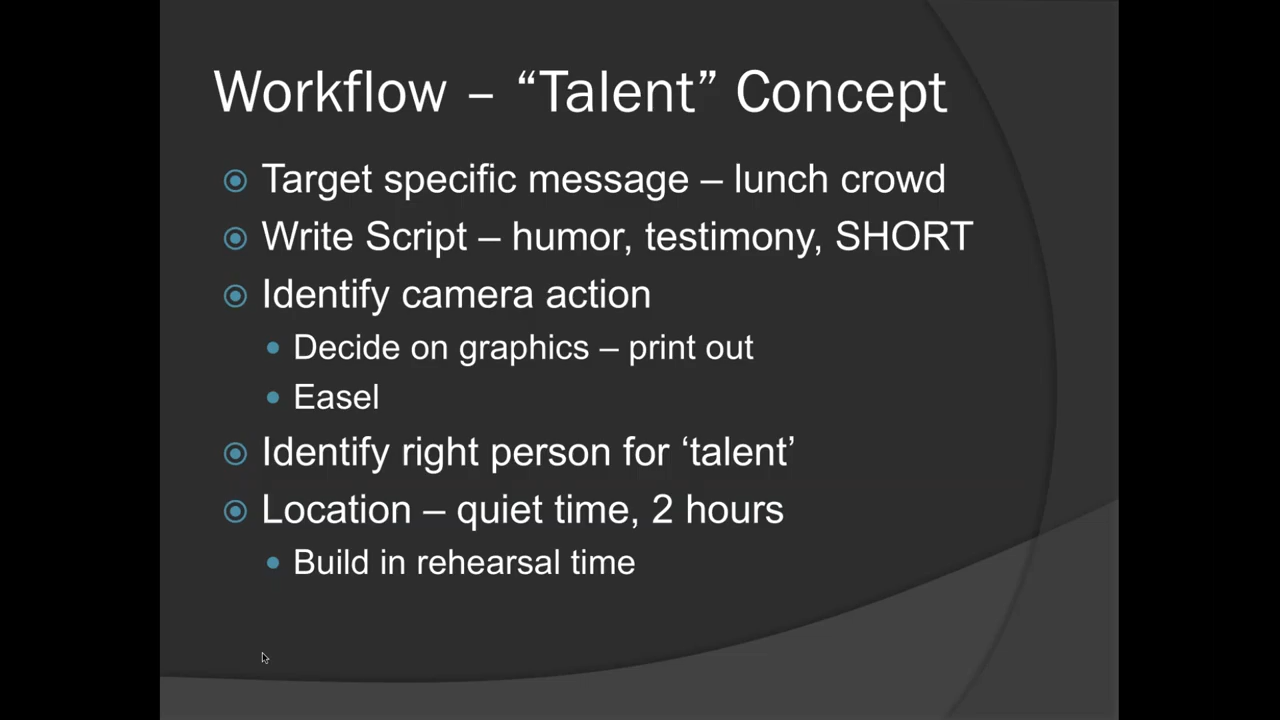 Workflow – “Talent” Concept
Target specific message – lunch crowd
Write Script – humor, testimony, SHORT
Identify camera action
Decide on graphics – print out
Easel
Identify right person for ‘talent’
Location – quiet time, 2 hours
Build in rehearsal time